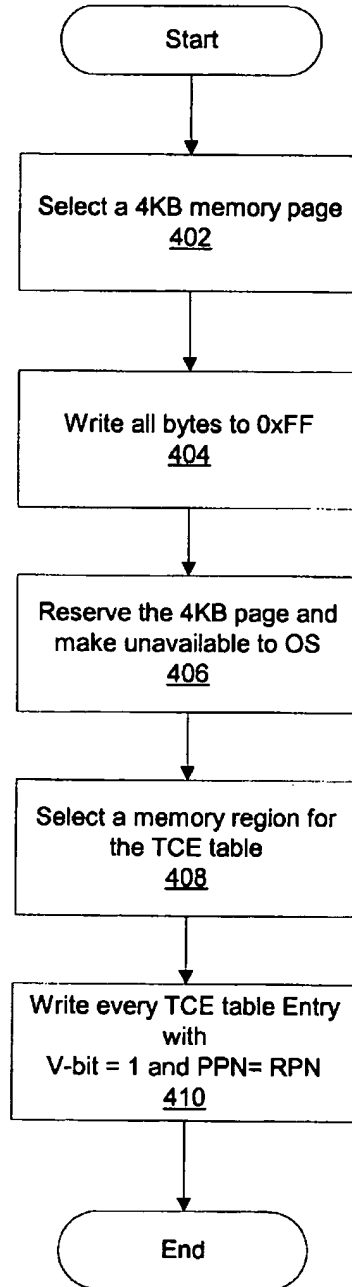 Start
Select a 4KB memory page
402
Write all bytes to 0xFF
404
Reserve the 4KB page and
make unavailable to OS
406
Select a memory region for
the TCE table
408
Write every TCE table Entry
with
V-bit = 1 and PPN= RPN
410
End